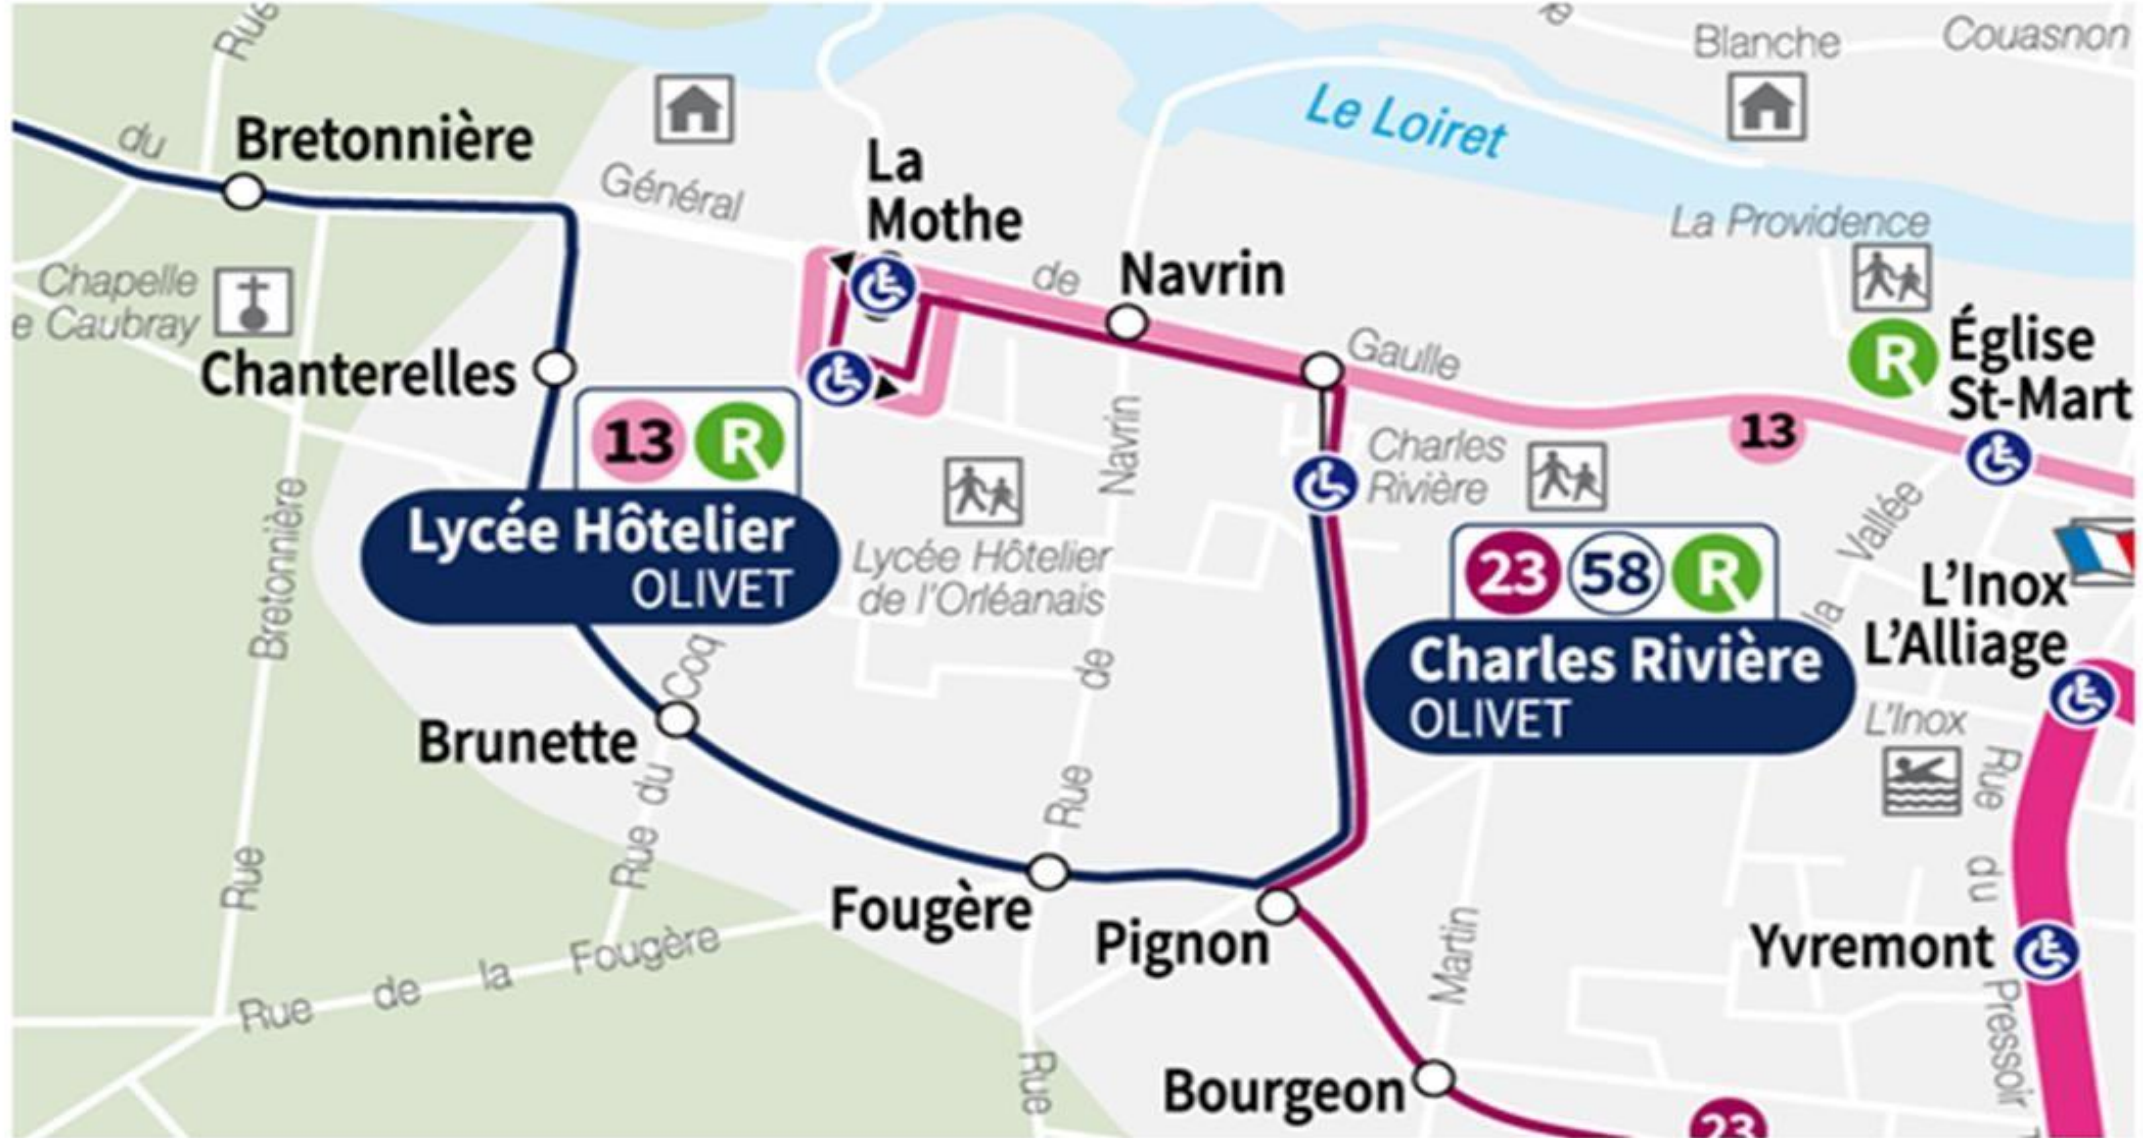 Rue
Blanche
Couasnon
du
Bretonnière
Le Loiret
La
Mothe
Général
La Providence
de
Navrin
Chapelle
e Caubray
Chanterelles
Gaulle
R
Église
St-Mart
13
13 R
Charles
Rivière
Navrin
Lycée Hôtelier
OLIVET
Lycée Hôtelier
de l'Orléanais
Vallée
la
23 58 R
Charles Rivière
OLIVET
L'Inox
L'Alliage
L'Inox
Bretonnière
Rue
Coq
Rue du
Brunette
de
Rue
Fougère
Pignon
Rue
du
Pressoir
Yvremont
Martin
Rue de la Fougère
Rue
Bourgeon
23